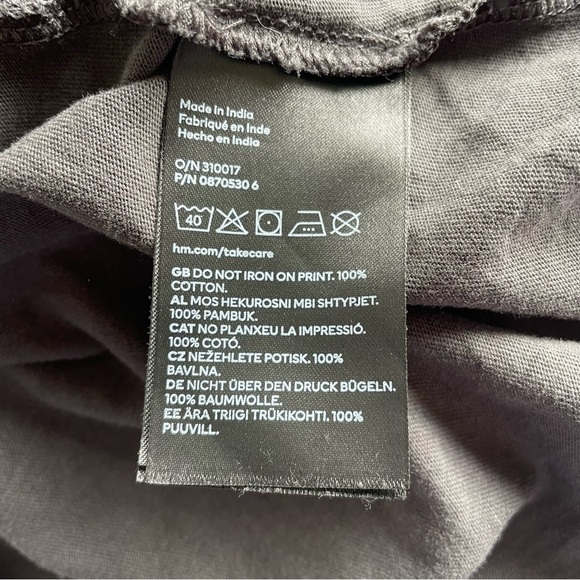 Made in India
Fabriqué en Inde
Hecho en India
O/N 310017
P/N 0870530 6
40
hm.com/takecare
GB DO NOT IRON ON PRINT. 100%
COTTON.
AL MOS HEKUROSNI MBI SHTYPJET.
100% PAMBUK.
CAT NO PLANXEU LA IMPRESSIÓ.
100% COTÓ.
CZ NEŽEHLETE POTISK. 100%
BAVLNA.
DE NICHT ÜBER DEN DRUCK BÜGELN.
100% BAUMWOLLE.
EE ÄRA TRIIGI TRÜKIKOHTI. 100%
PUUVILL.